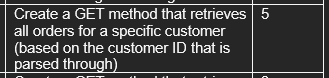 Create a GET method that retrieves 5
all orders for a specific customer
(based on the customer ID that is
parsed through)